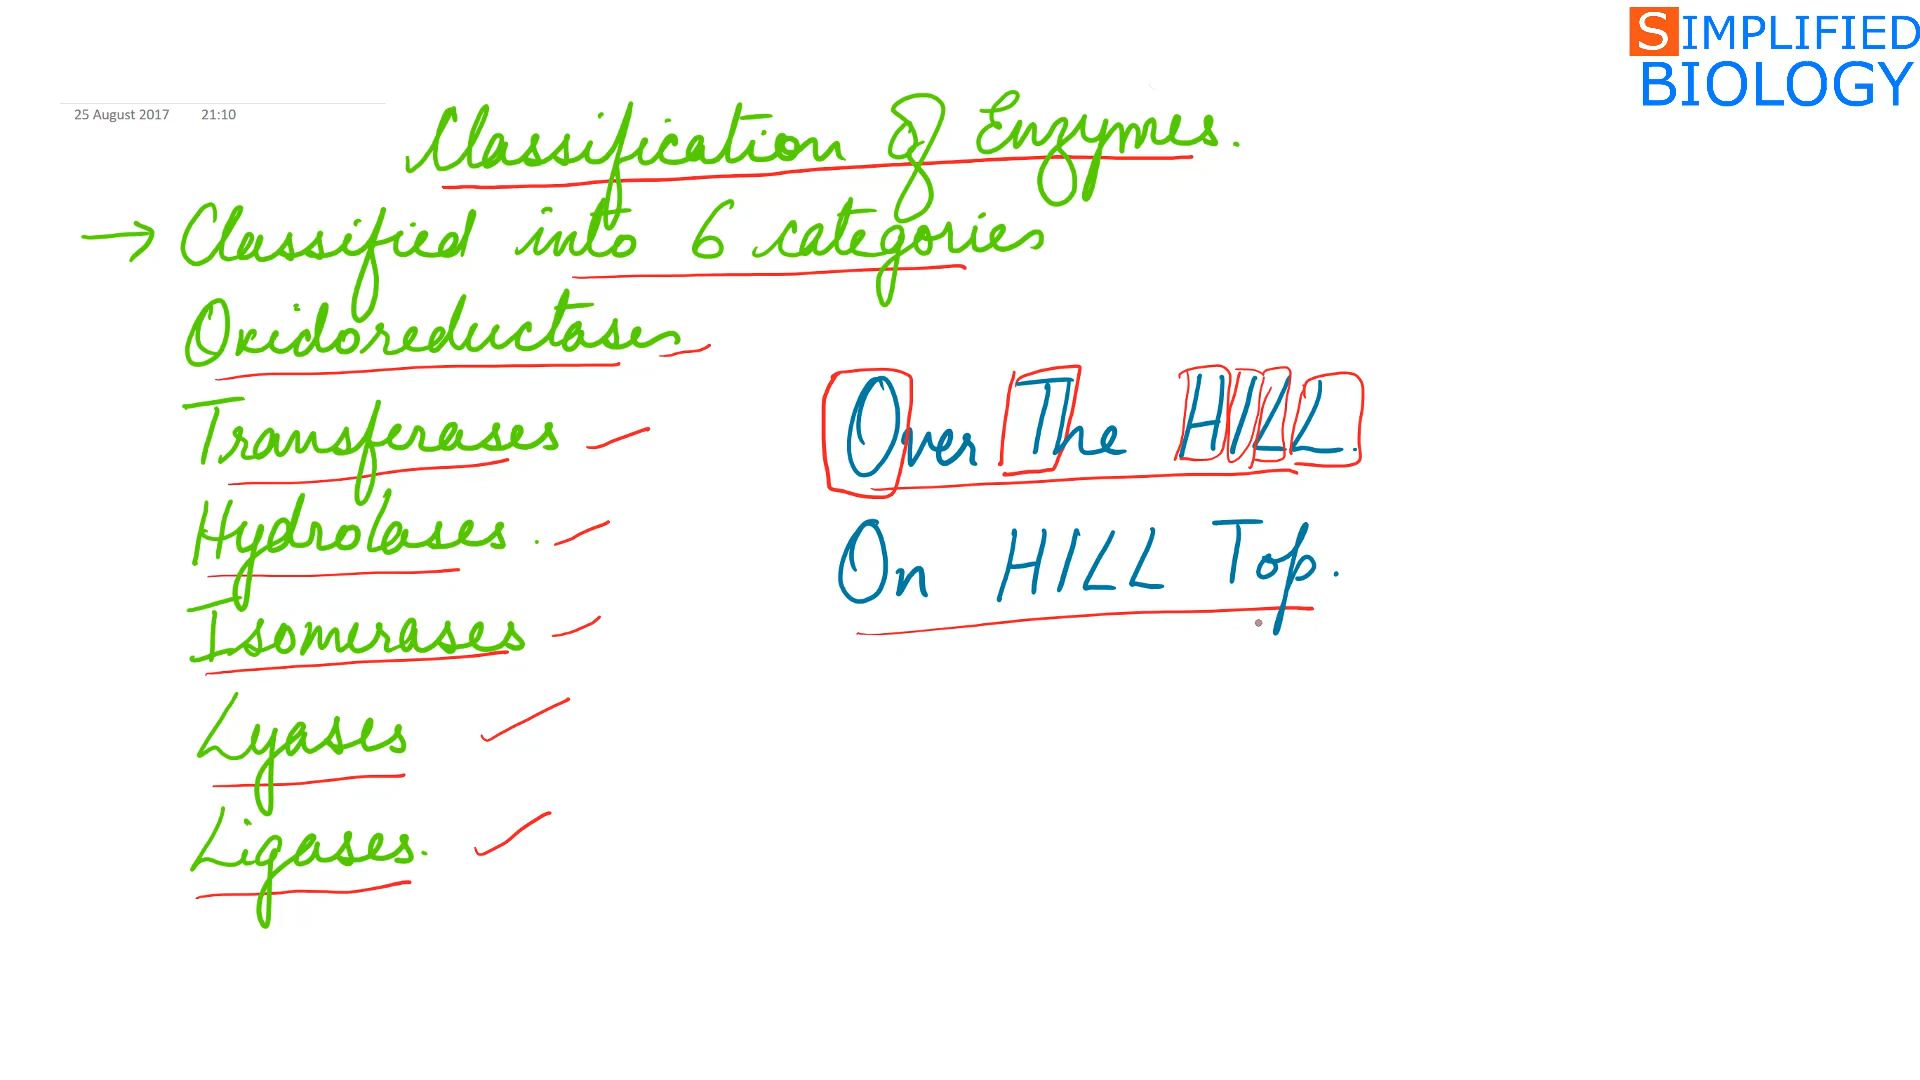 SIMPLIFIED
BIOLOGY
25 August 2017 21:10
Classification of Enzymes.
→ Classified into 6 categories
Oxidoreductases
Transferases
Hydrolases.
Isomerases
Lyases
Ligases.
Over The HILL.
On HILL Top.